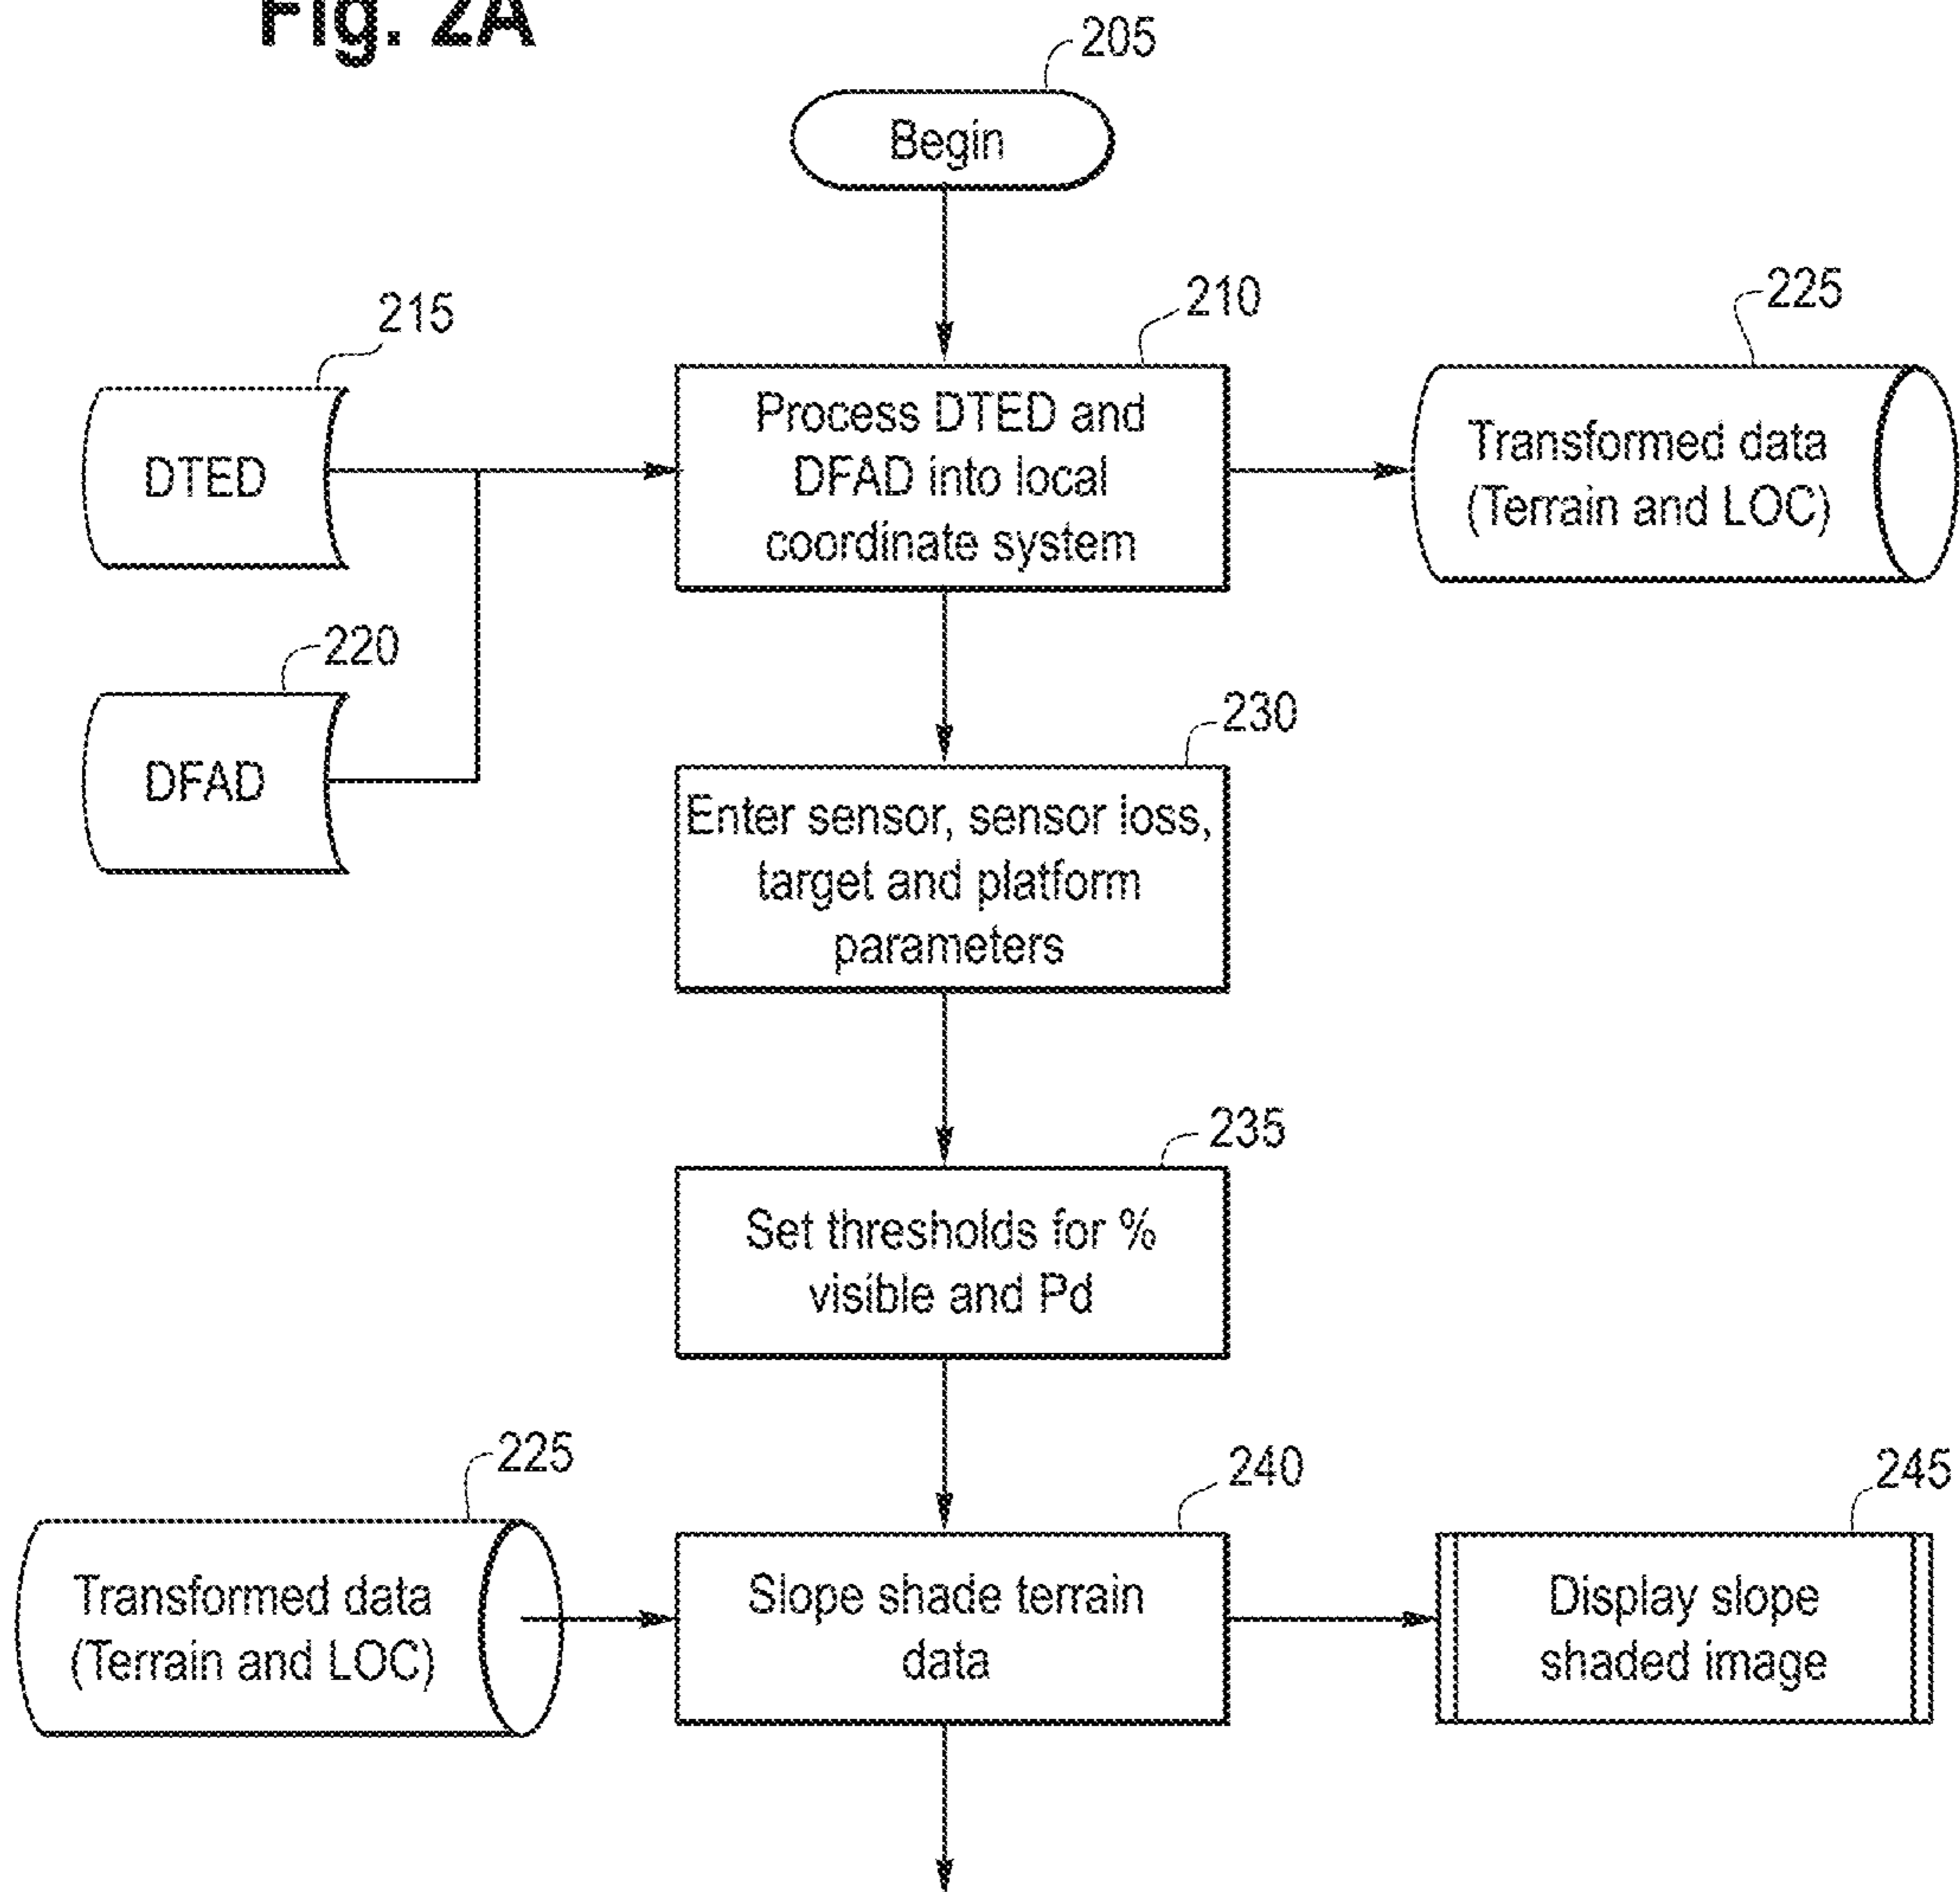 Fig. 2A
205
Begin
210
225
215
Process DTED and
DFAD into local
coordinate system
Transformed data
(Terrain and LOC)
DTED
220
DFAD
230
Enter sensor, sensor loss,
target and platform
parameters
235
Set thresholds for %
visible and Pd
225
240
245
Transformed data
(Terrain and LOC)
Slope shade terrain
data
Display slope
shaded image